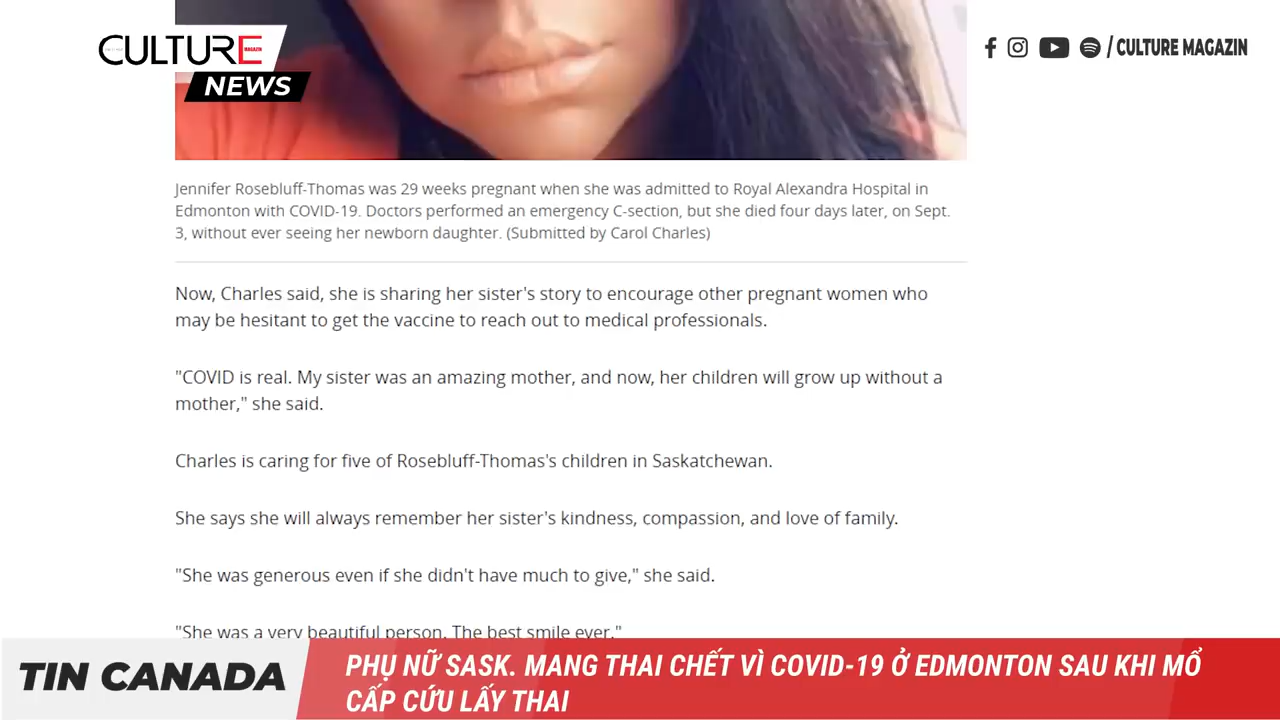 CULTURE
MAGAZIN
NEWS
/ CULTURE MAGAZIN
Jennifer Rosebluff-Thomas was 29 weeks pregnant when she was admitted to Royal Alexandra Hospital in
Edmonton with COVID-19. Doctors performed an emergency C-section, but she died four days later, on Sept.
3, without ever seeing her newborn daughter. (Submitted by Carol Charles)
Now, Charles said, she is sharing her sister's story to encourage other pregnant women who
may be hesitant to get the vaccine to reach out to medical professionals.
"COVID is real. My sister was an amazing mother, and now, her children will grow up without a
mother," she said.
Charles is caring for five of Rosebluff-Thomas's children in Saskatchewan.
She says she will always remember her sister's kindness, compassion, and love of family.
"She was generous even if she didn't have much to give," she said.
"She was a very beautiful person. The best smile ever."
TIN CANADA
PHỤ NỮ SASK. MANG THAI CHẾT VÌ COVID-19 Ở EDMONTON SAU KHI MỔ
CẤP CỨU LẤY THAI